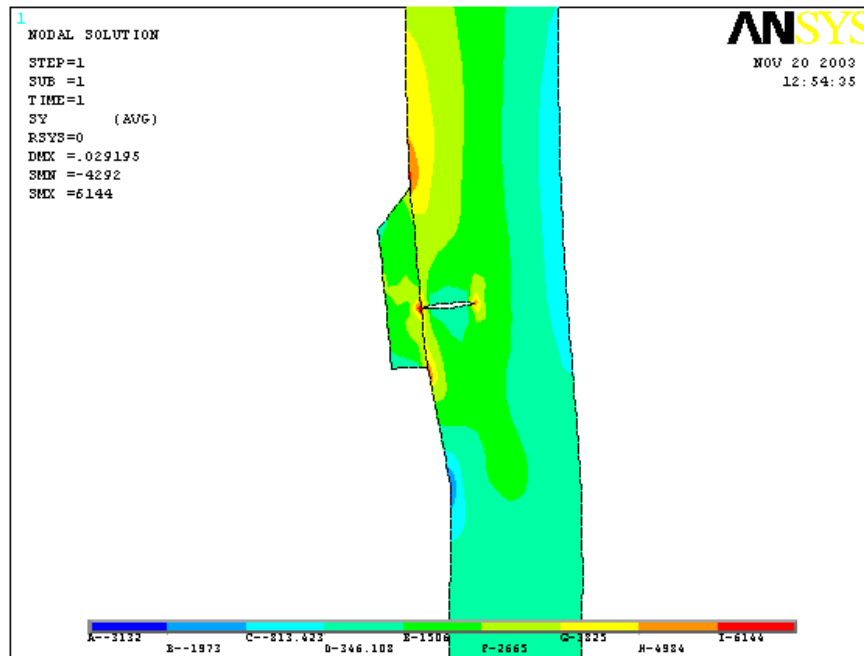 1
NODAL SOLUTION
STEP=1
SUB =1
TIME=1
SY (AVG)
RSYS=0
DMX =.029195
SMN =-4292
SMX =6144
ANSYS
NOV 20 2003
12:54:35
A--3132 C--813.423 E-1506 G-3825 I-6144
B--1973 D-346.108 F-2665 H-4984